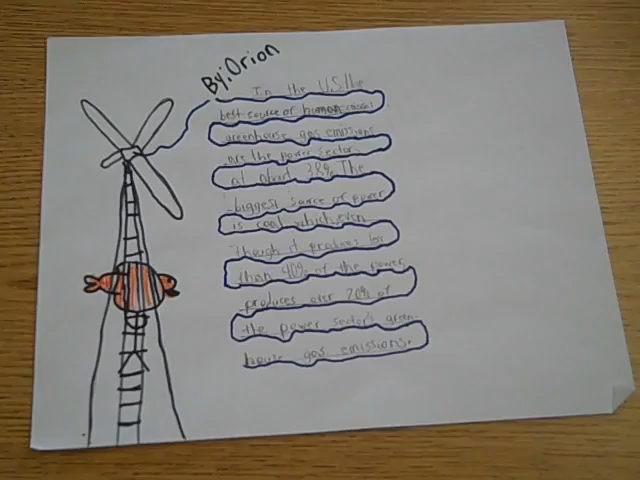 By: Orion
In the U.S. the
best source of human caused
greenhouse gas emissions
are the power sector,
at about 38%. The
biggest source of power
is coal which, even
though it produces less
than 40% of the power,
produces over 70% of
the power sector's green-
house gas emissions.